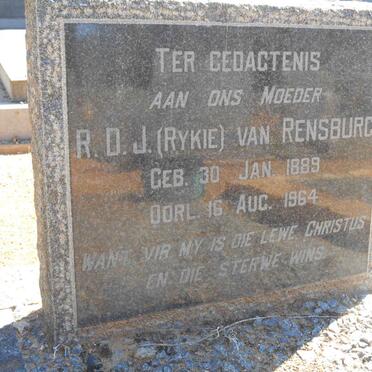 TER GEDAGTENIS
AAN ONS MOEDER
R. D. J. (RYKIE) VAN RENSBURG
GEB. 30 JAN. 1889
OORL. 16 AUG. 1964
WANT VIR MY IS DIE LEWE CHRISTUS
EN DIE STERWE WINS